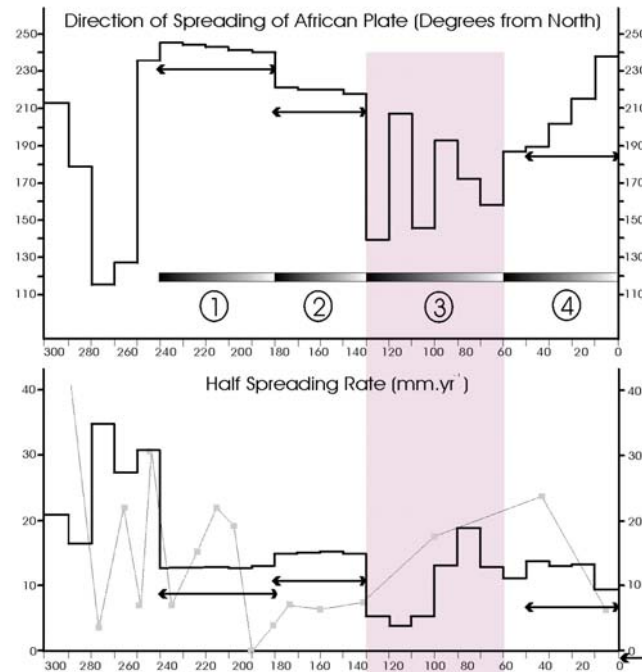 Direction of Spreading of African Plate (Degrees from North)
250 250
230 230
210 210
190 190
170 170
150 150
130 130
110 110
① ② ③ ④
300 280 260 240 220 200 180 160 140 120 100 80 60 40 20 0
Half Spreading Rate (mm.yr⁻¹)
40 40
30 30
20 20
10 10
0 0
300 280 260 240 220 200 180 160 140 120 100 80 60 40 20 0